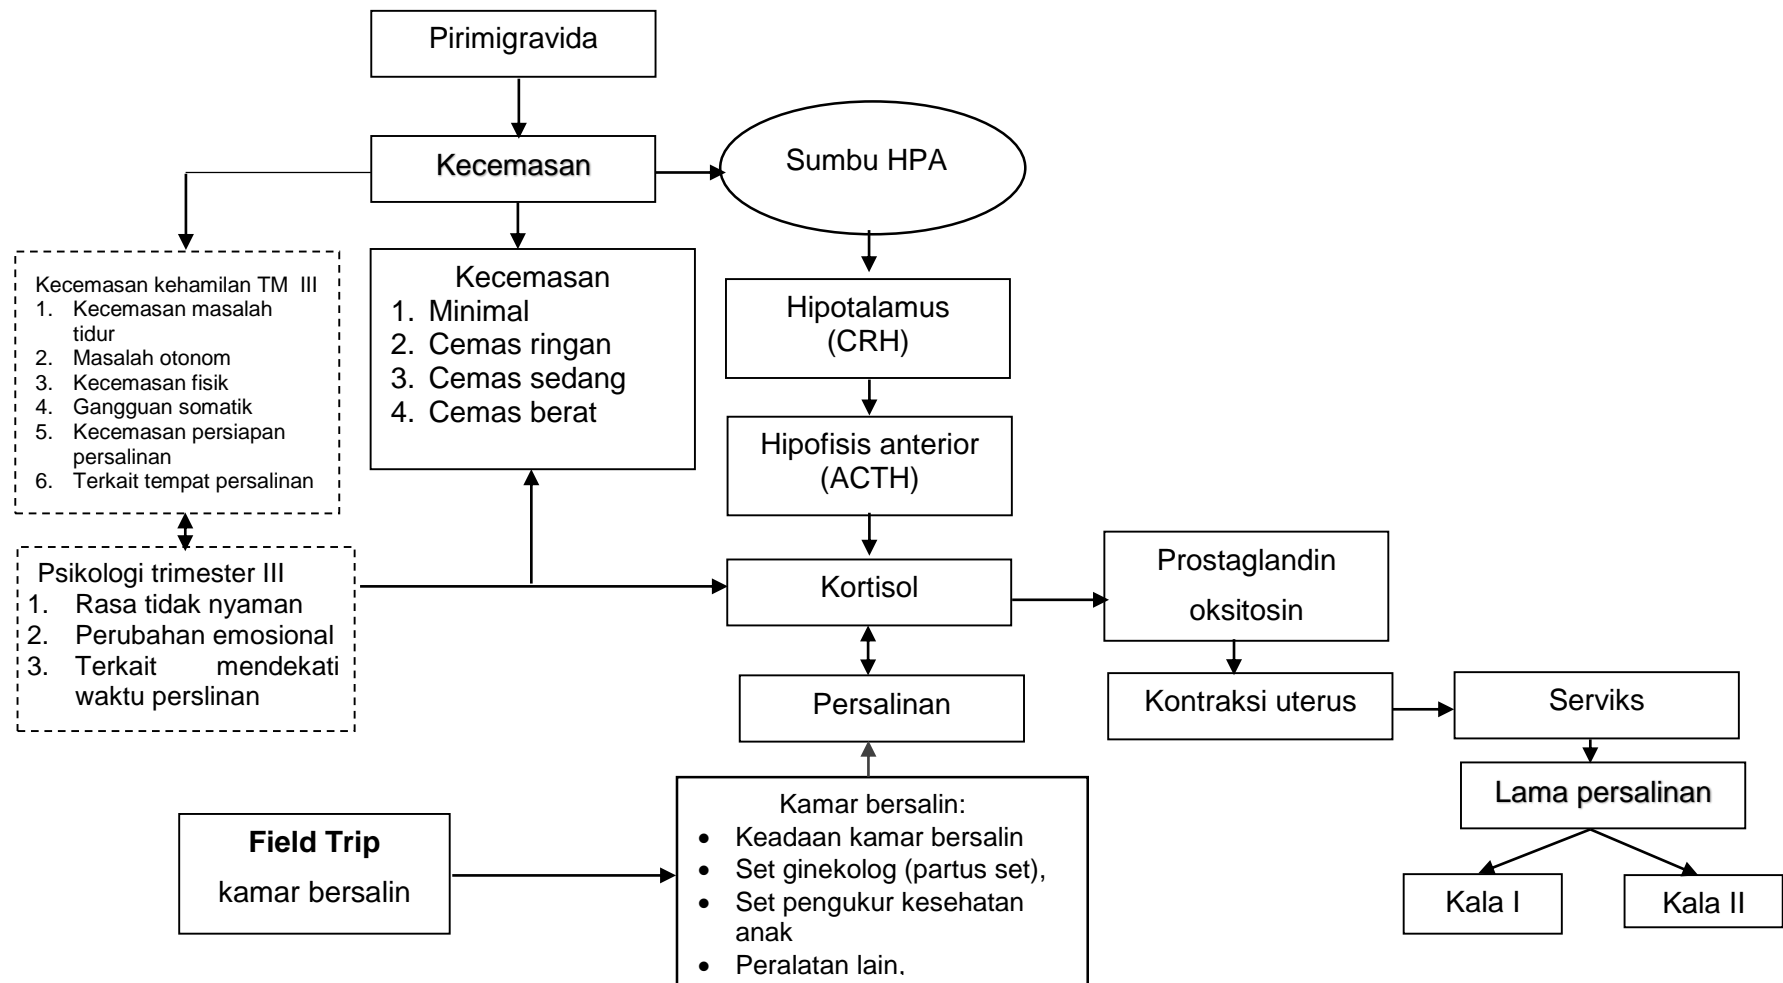 Pirimigravida
Kecemasan
Sumbu HPA
Kecemasan kehamilan TM III
1. Kecemasan masalah
tidur
2. Masalah otonom
3. Kecemasan fisik
4. Gangguan somatik
5. Kecemasan persiapan
persalinan
6. Terkait tempat persalinan
Kecemasan
1. Minimal
2. Cemas ringan
3. Cemas sedang
4. Cemas berat
Hipotalamus
(CRH)
Hipofisis anterior
(ACTH)
Psikologi trimester III
1. Rasa tidak nyaman
2. Perubahan emosional
3. Terkait mendekati
waktu perslinan
Kortisol
Prostaglandin
oksitosin
Persalinan
Kontraksi uterus
Serviks
Lama persalinan
Kala I
Kala II
Field Trip
kamar bersalin
Kamar bersalin:
• Keadaan kamar bersalin
• Set ginekolog (partus set),
• Set pengukur kesehatan
anak
• Peralatan lain,